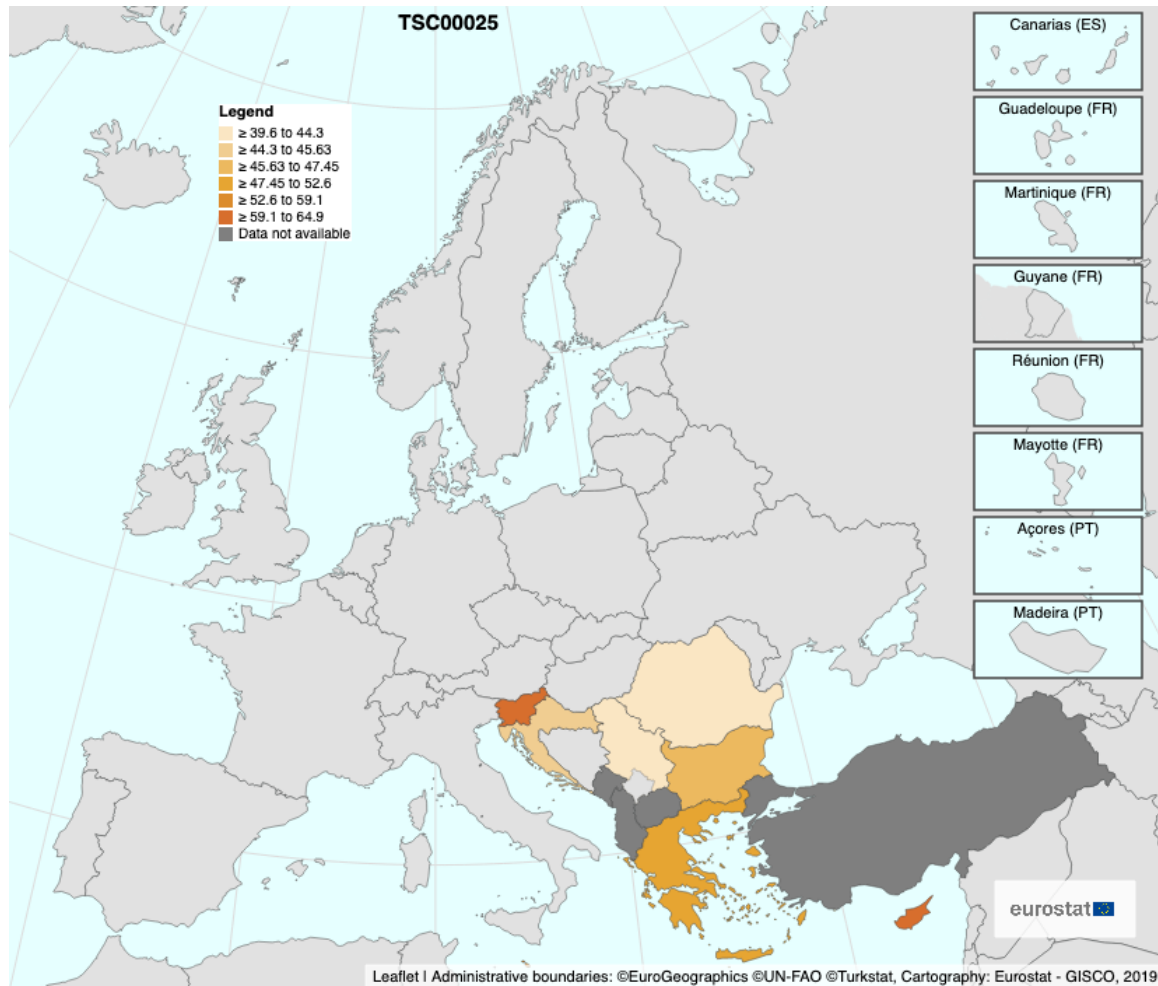 TSC00025
Legend
≥ 39.6 to 44.3
≥ 44.3 to 45.63
≥ 45.63 to 47.45
≥ 47.45 to 52.6
≥ 52.6 to 59.1
≥ 59.1 to 64.9
Data not available
Canarias (ES)
Guadeloupe (FR)
Martinique (FR)
Guyane (FR)
Réunion (FR)
Mayotte (FR)
Açores (PT)
Madeira (PT)
eurostat
Leaflet | Administrative boundaries: ©EuroGeographics ©UN-FAO ©Turkstat, Cartography: Eurostat - GISCO, 2019